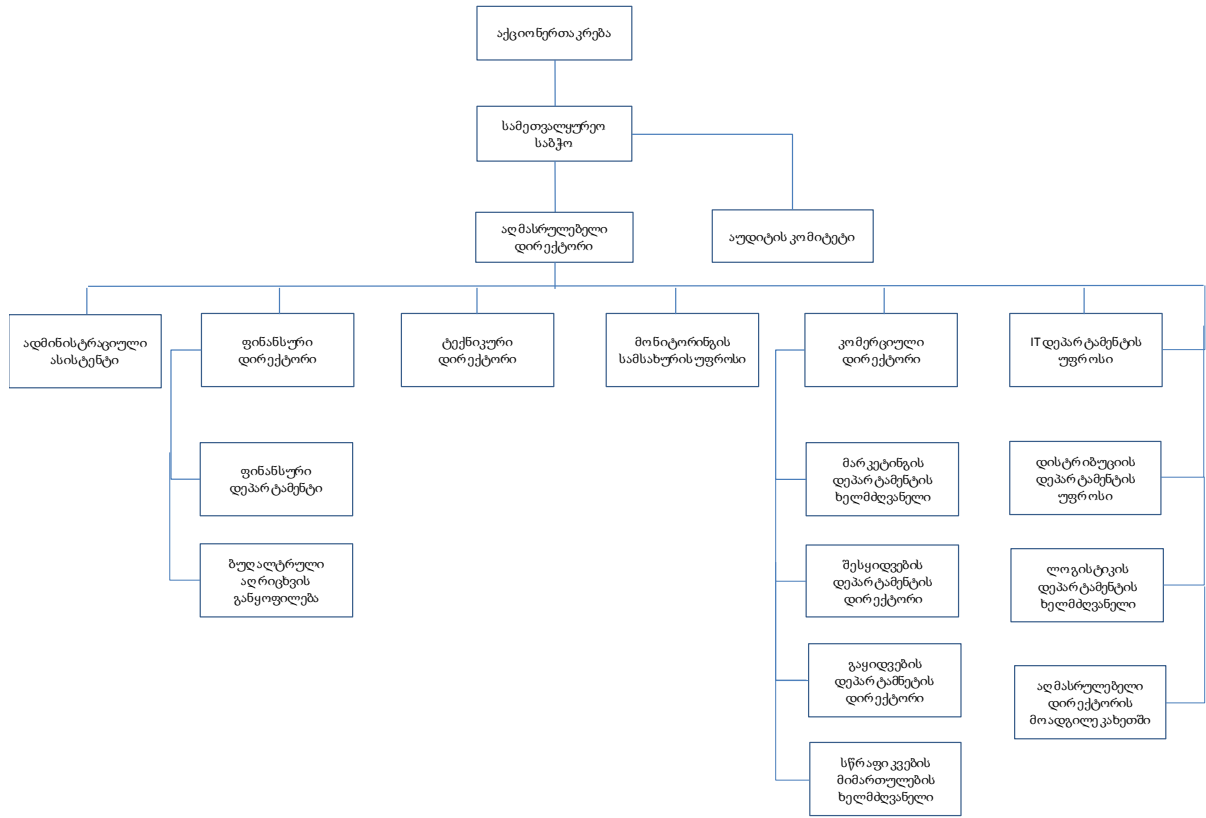 აქციონერთა კრება
სამეთვალყურეო
საბჭო
აღმასრულებელი
დირექტორი
აუდიტის კომიტეტი
ადმინისტრაციული
ასისტენტი
ფინანსური
დირექტორი
ტექნიკური
დირექტორი
მონიტორინგის
სამსახურის უფროსი
კომერციული
დირექტორი
IT დეპარტამენტის
უფროსი
ფინანსური
დეპარტამენტი
მარკეტინგის
დეპარტამენტის
ხელმძღვანელი
დისტრიბუციის
დეპარტამენტის
უფროსი
ბუღალტრული
აღრიცხვის
განყოფილება
შესყიდვების
დეპარტამენტის
დირექტორი
ლოგისტიკის
დეპარტამენტის
ხელმძღვანელი
გაყიდვების
დეპარტამნეტის
დირექტორი
აღმასრულებელი
დირექტორის
მოადგილე კახეთში
სწრაფი კვების
მიმართულების
ხელმძღვანელი